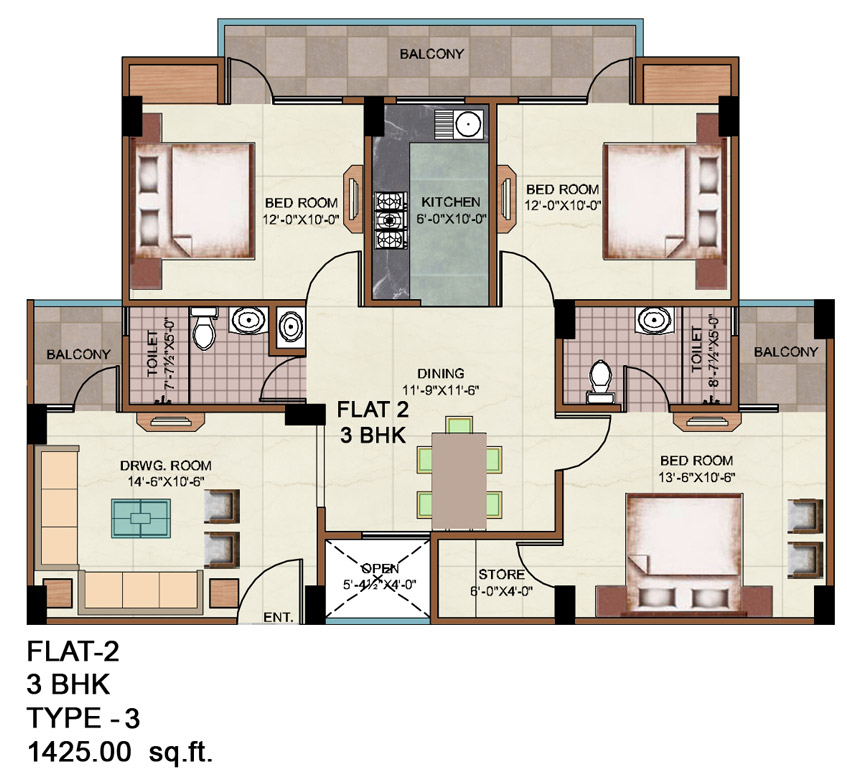 BALCONY
BED ROOM
12'-0"X10'-0"
KITCHEN
6'-0"X10'-0"
BED ROOM
12'-0"X10'-0"
BALCONY
TOILET
7'-7½"X5'-0"
DINING
11'-9"X11'-6"
FLAT 2
3 BHK
TOILET
8'-7½"X5'-0"
BALCONY
DRWG. ROOM
14'-6"X10'-6"
BED ROOM
13'-6"X10'-6"
OPEN
5'-4½"X4'-0"
STORE
6'-0"X4'-0"
ENT.
FLAT-2
3 BHK
TYPE - 3
1425.00 sq.ft.